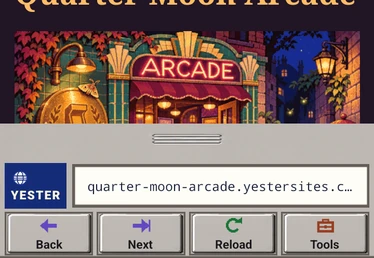 Quarter Moon Arcade
ARCADE
YESTER
quarter-moon-arcade.yestersites.c…
Back
Next
Reload
Tools